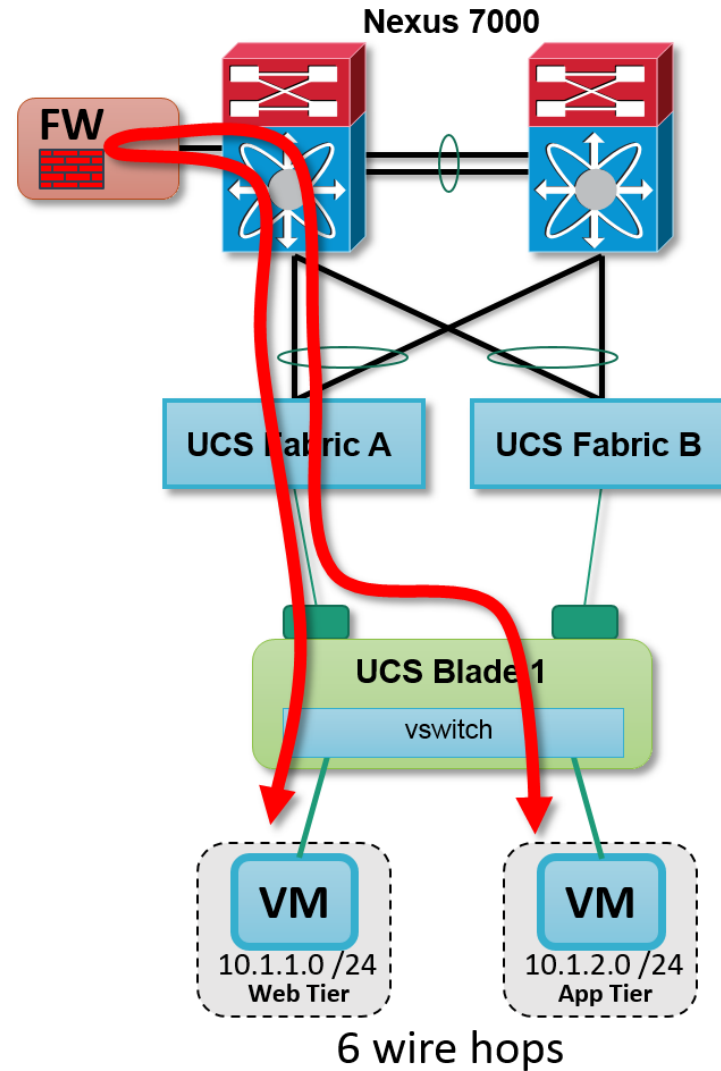 Nexus 7000
FW
UCS Fabric A
UCS Fabric B
UCS Blade 1
vswitch
VM
10.1.1.0 /24
Web Tier
VM
10.1.2.0 /24
App Tier
6 wire hops